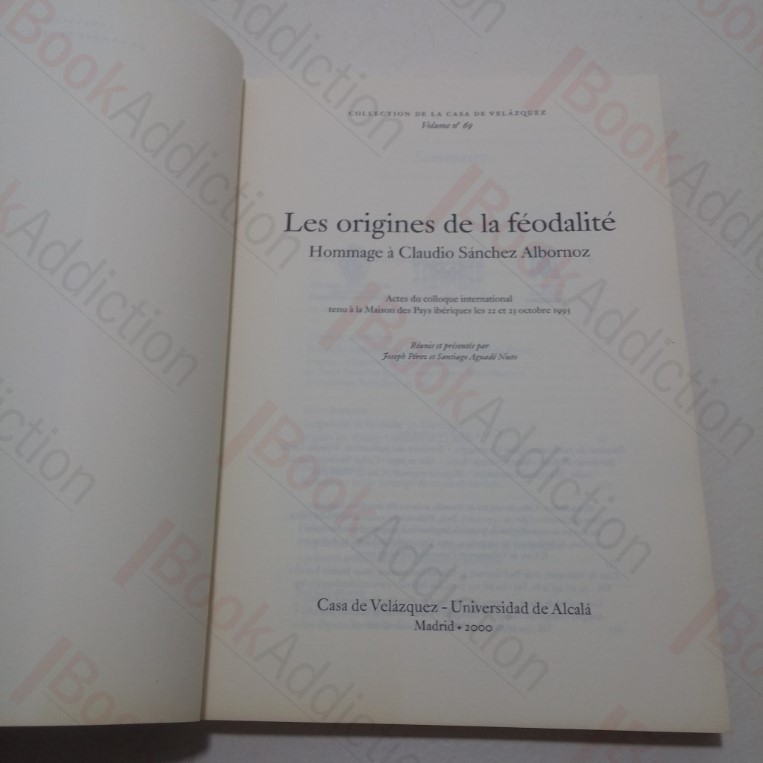 COLLECTION DE LA CASA DE VELÁZQUEZ
Volume nº 69
Les origines de la féodalité
Hommage à Claudio Sánchez Albornoz
Actes du colloque international
tenu à la Maison des Pays ibériques les 22 et 23 octobre 1993
Réunis et présentés par
Joseph Pérez et Santiago Aguadé Nieto
Casa de Velázquez - Universidad de Alcalá
Madrid • 2000
BookAddiction